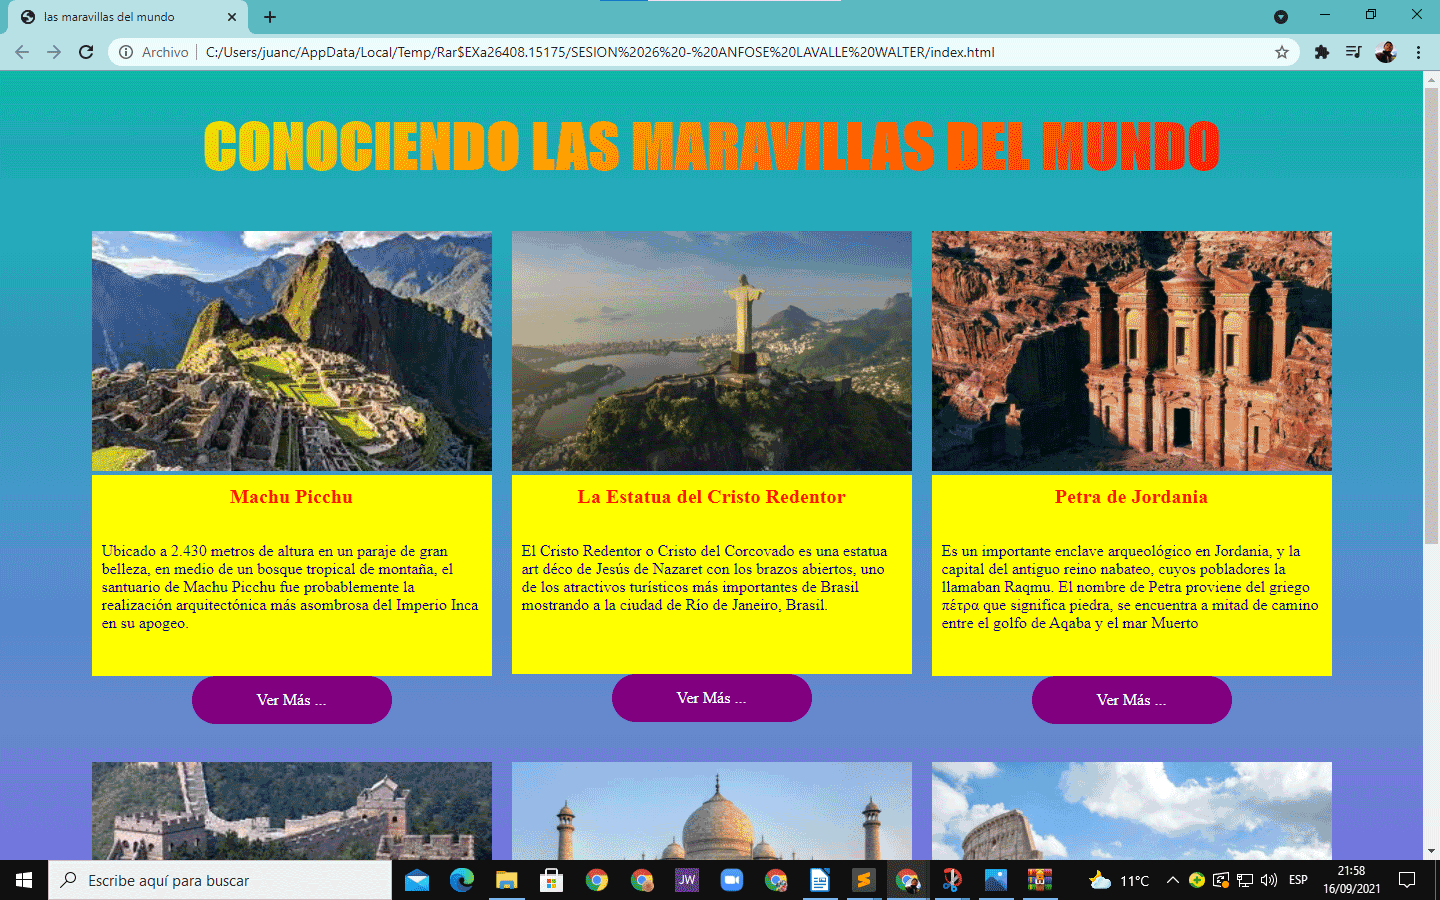 las maravillas del mundo
Archivo
C:/Users/juanc/AppData/Local/Temp/Rar$EXa26408.15175/SESION%2026%20-%20ANFOSE%20LAVALLE%20WALTER/index.html
CONOCIENDO LAS MARAVILLAS DEL MUNDO
Machu Picchu
Ubicado a 2.430 metros de altura en un paraje de gran
belleza, en medio de un bosque tropical de montaña, el
santuario de Machu Picchu fue probablemente la
realización arquitectónica más asombrosa del Imperio Inca
en su apogeo.
Ver Más ...
La Estatua del Cristo Redentor
El Cristo Redentor o Cristo del Corcovado es una estatua
art déco de Jesús de Nazaret con los brazos abiertos, uno
de los atractivos turísticos más importantes de Brasil
mostrando a la ciudad de Río de Janeiro, Brasil.
Ver Más ...
Petra de Jordania
Es un importante enclave arqueológico en Jordania, y la
capital del antiguo reino nabateo, cuyos pobladores la
llamaban Raqmu. El nombre de Petra proviene del griego
πέτρα que significa piedra, se encuentra a mitad de camino
entre el golfo de Aqaba y el mar Muerto
Ver Más ...
Escribe aquí para buscar
JW
11°C
ESP
21:58
16/09/2021